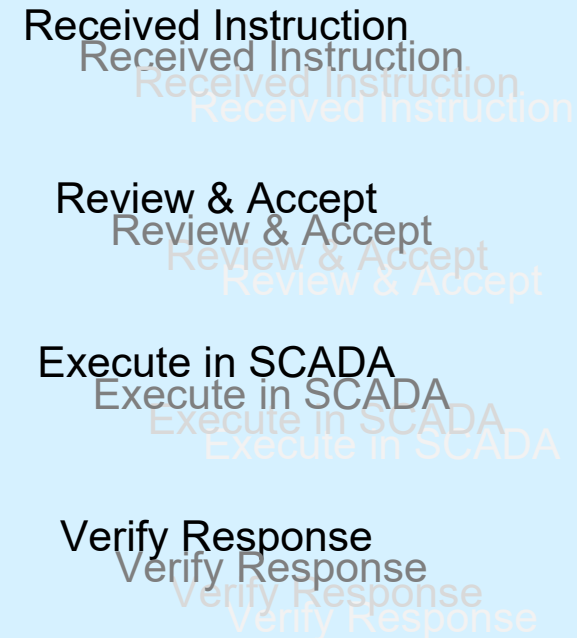 Received Instruction
Received Instruction
Received Instruction
Received Instruction
Review & Accept
Review & Accept
Review & Accept
Review & Accept
Execute in SCADA
Execute in SCADA
Execute in SCADA
Execute in SCADA
Verify Response
Verify Response
Verify Response
Verify Response